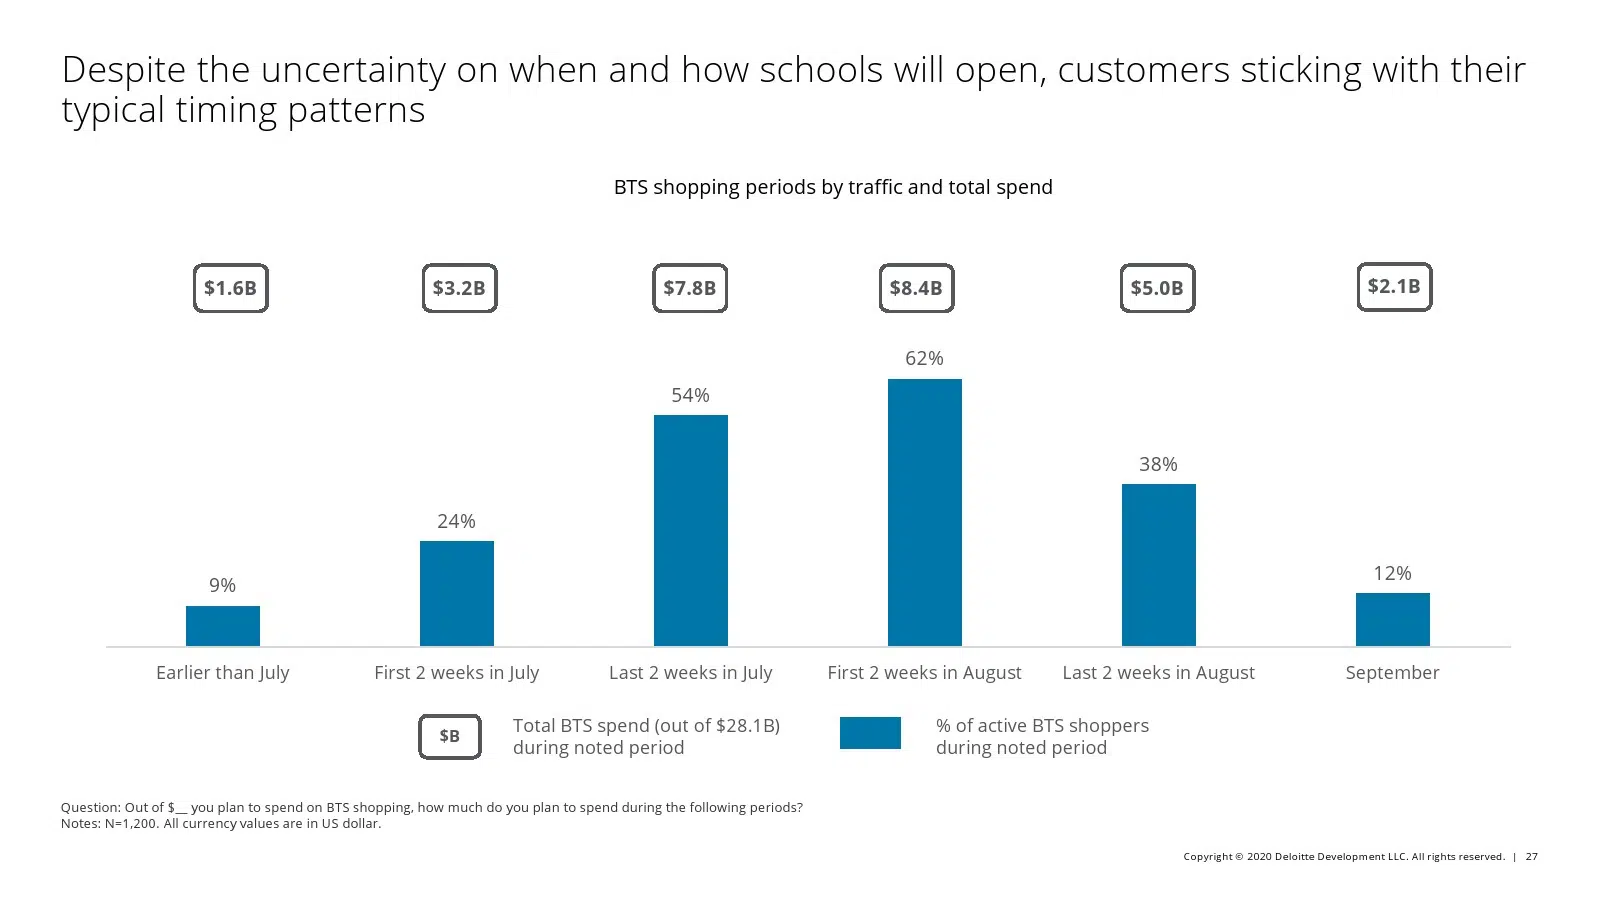 Despite the uncertainty on when and how schools will open, customers sticking with their
typical timing patterns
BTS shopping periods by traffic and total spend
$1.6B $3.2B $7.8B $8.4B $5.0B $2.1B
62%
54%
38%
24%
12%
9%
Earlier than July First 2 weeks in July Last 2 weeks in July First 2 weeks in August Last 2 weeks in August September
$B
Total BTS spend (out of $28.1B)
during noted period
% of active BTS shoppers
during noted period
Question: Out of $__ you plan to spend on BTS shopping, how much do you plan to spend during the following periods?
Notes: N=1,200. All currency values are in US dollar.
Copyright © 2020 Deloitte Development LLC. All rights reserved. | 27